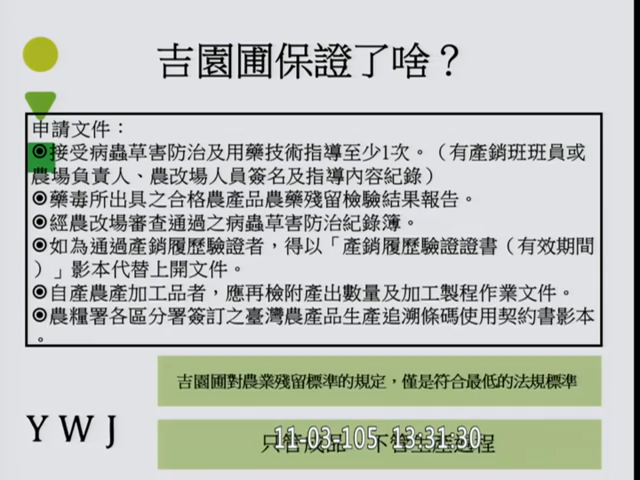 吉園圃保證了啥？
申請文件：
◉接受病蟲草害防治及用藥技術指導至少1次。（有產銷班班員或
農場負責人、農改場人員簽名及指導內容紀錄）
◉藥毒所出具之合格農產品農藥殘留檢驗結果報告。
◉經農改場審查通過之病蟲草害防治紀錄簿。
◉如為通過產銷履歷驗證者，得以「產銷履歷驗證證書（有效期間
）」影本代替上開文件。
◉自產農產加工品者，應再檢附產出數量及加工製程作業文件。
◉農糧署各區分署簽訂之臺灣農產品生產追溯條碼使用契約書影本
。
吉園圃對農業殘留標準的規定，僅是符合最低的法規標準
YWJ
只管成品 不管生產過程
11-03-105 13:31:30